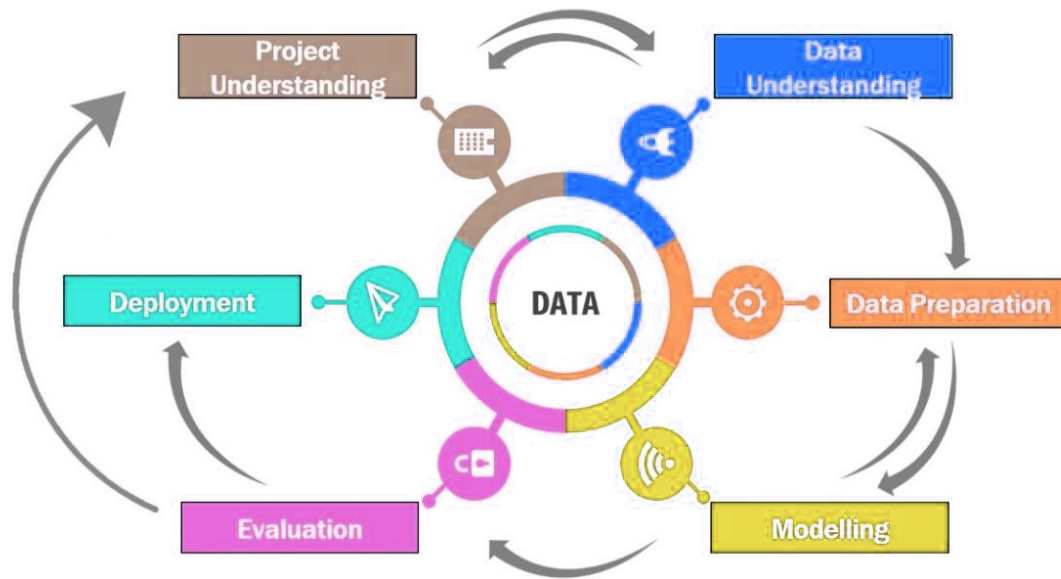 Project
Understanding
Data
Understanding
Deployment
DATA
Data Preparation
Evaluation
Modelling